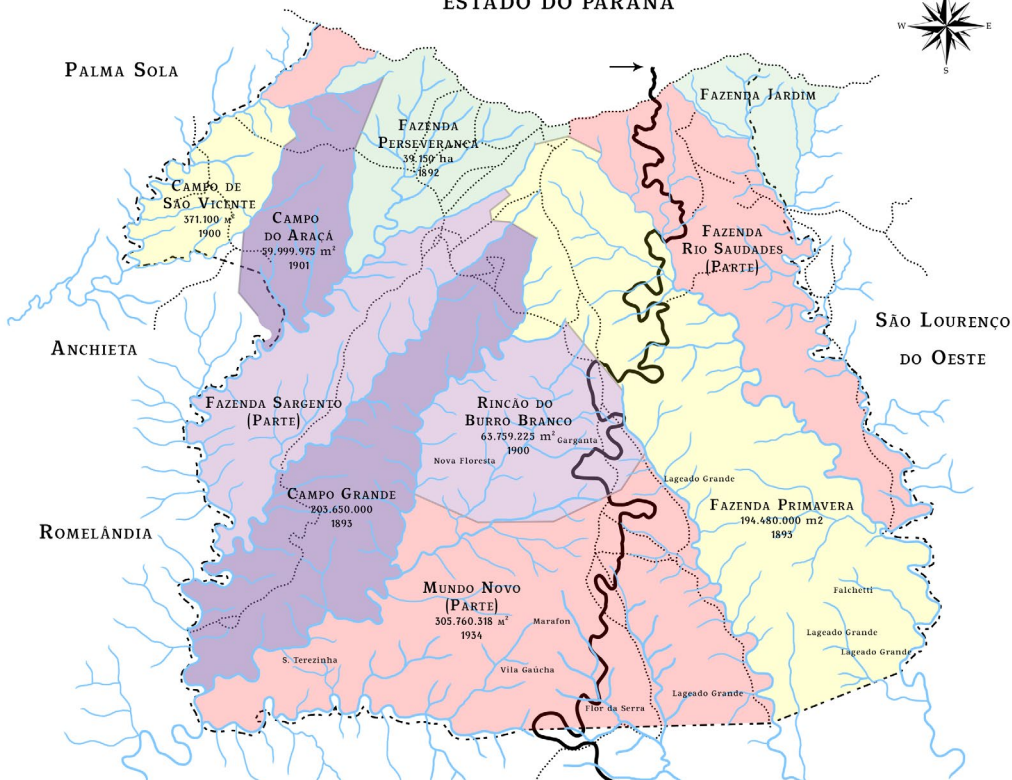 ESTADO DO PARANÁ
W
E
S
PALMA SOLA
FAZENDA JARDIM
FAZENDA
PERSEVERANÇA
39.150 ha
1892
CAMPO DE
SÃO VICENTE
371.100 M²
1900
CAMPO
DO ARAÇÁ
59.999.975 m²
1901
FAZENDA
RIO SAUDADES
(PARTE)
SÃO LOURENÇO
DO OESTE
ANCHIETA
FAZENDA SARGENTO
(PARTE)
RINCÃO DO
BURRO BRANCO
63.759.225 m²
1900
Garganta
Nova Floresta
Lageado Grande
CAMPO GRANDE
203.650.000
1893
FAZENDA PRIMAVERA
194.480.000 m2
1893
ROMELÂNDIA
MUNDO NOVO
(PARTE)
305.760.318 M²
1934
Falchetti
Marafon
Lageado Grande
Lageado Grande
S. Terezinha
Vila Gaúcha
Lageado Grande
Flor da Serra